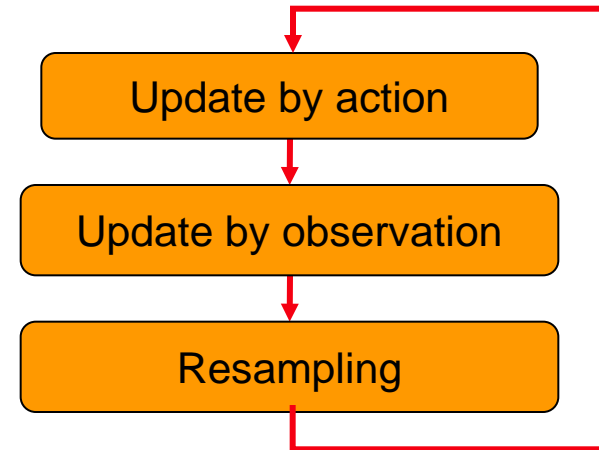 Update by action
Update by observation
Resampling